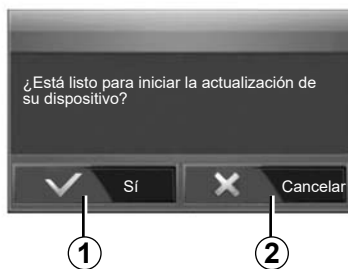 ¿Está listo para iniciar la actualización de
su dispositivo?
Sí
Cancelar
1
2